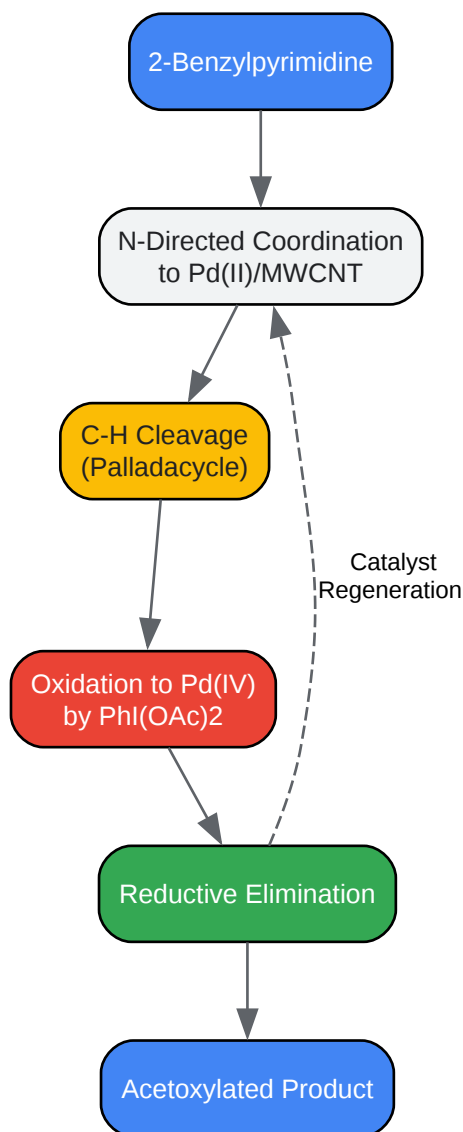 2-Benzylpyrimidine
N-Directed Coordination
to Pd(II)/MWCNT
C-H Cleavage
(Palladacycle)
Catalyst
Regeneration
Oxidation to Pd(IV)
by PhI(OAc)2
Reductive Elimination
Acetoxylated Product